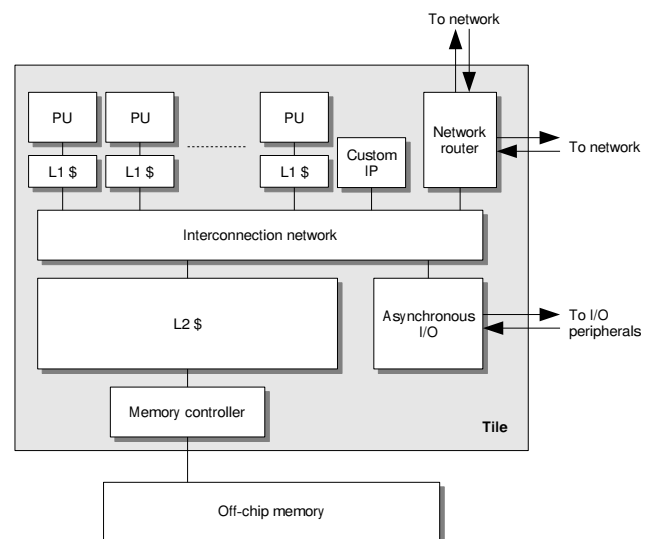 To network
PU
PU
PU
Network
router
To network
Custom
IP
L1 $
L1 $
L1 $
Interconnection network
L2 $
Asynchronous
I/O
To I/O
peripherals
Memory controller
Tile
Off-chip memory